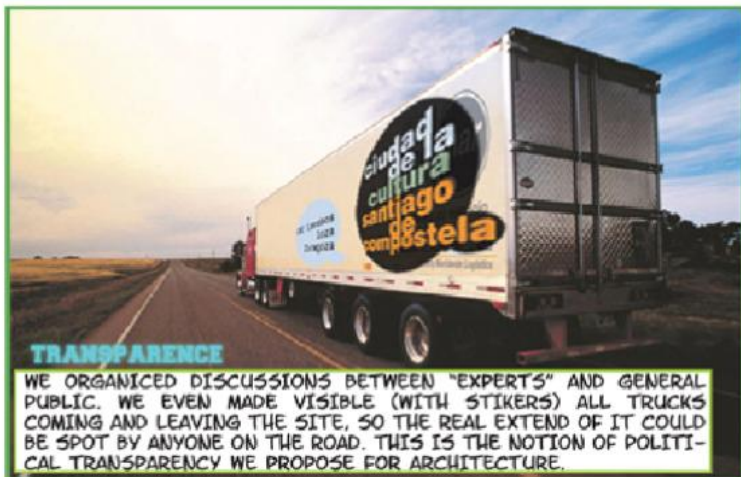 ciudad
de la
cultura
santiago
de
compostela
TRANSPARENCE
WE ORGANICED DISCUSSIONS BETWEEN "EXPERTS" AND GENERAL
PUBLIC. WE EVEN MADE VISIBLE (WITH STIKERS) ALL TRUCKS
COMING AND LEAVING THE SITE, SO THE REAL EXTEND OF IT COULD
BE SPOT BY ANYONE ON THE ROAD. THIS IS THE NOTION OF POLITI-
CAL TRANSPARENCY WE PROPOSE FOR ARCHITECTURE.